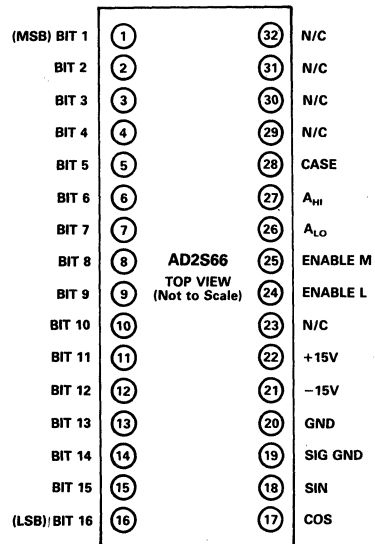 (MSB) BIT 1 1 32 N/C
BIT 2 2 31 N/C
BIT 3 3 30 N/C
BIT 4 4 29 N/C
BIT 5 5 28 CASE
BIT 6 6 27 AHI
BIT 7 7 26 ALO
BIT 8 8 AD2S66 25 ENABLE M
TOP VIEW
BIT 9 9 (Not to Scale) 24 ENABLE L
BIT 10 10 23 N/C
BIT 11 11 22 +15V
BIT 12 12 21 −15V
BIT 13 13 20 GND
BIT 14 14 19 SIG GND
BIT 15 15 18 SIN
(LSB) BIT 16 16 17 COS